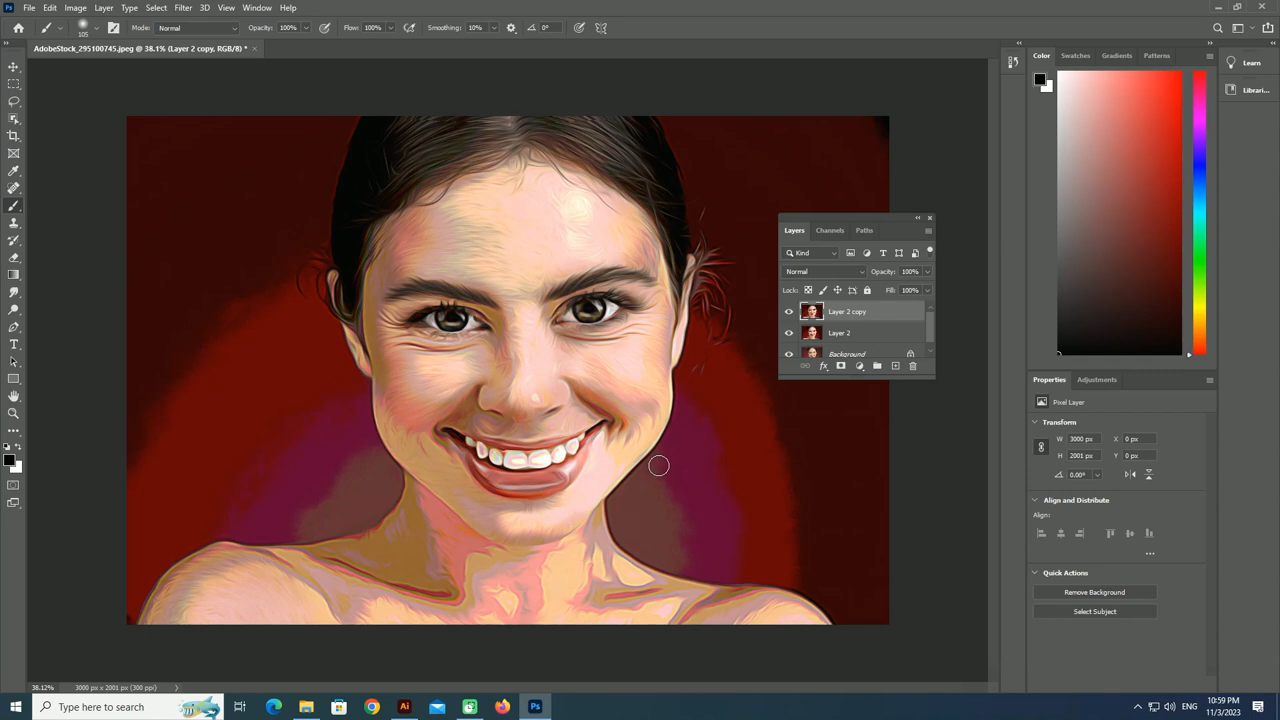 Ps File Edit Image Layer Type Select Filter 3D View Window Help
105 Mode: Normal Opacity: 100% Flow: 100% Smoothing: 10% 0°
AdobeStock_295100745.jpeg @ 38.1% (Layer 2 copy, RGB/8) *
Color Swatches Gradients Patterns
Learn
Librari...
Layers Channels Paths
Kind
Normal Opacity: 100%
Lock: Fill: 100%
Layer 2 copy
Layer 2
Background
fx
Properties Adjustments
Pixel Layer
Transform
W 3000 px X 0 px
H 2001 px Y 0 px
0.00°
Align and Distribute
Align:
Quick Actions
Remove Background
Select Subject
38.12% 3000 px x 2001 px (300 ppi)
Type here to search
Ai
Ps
ENG
10:59 PM
11/3/2023